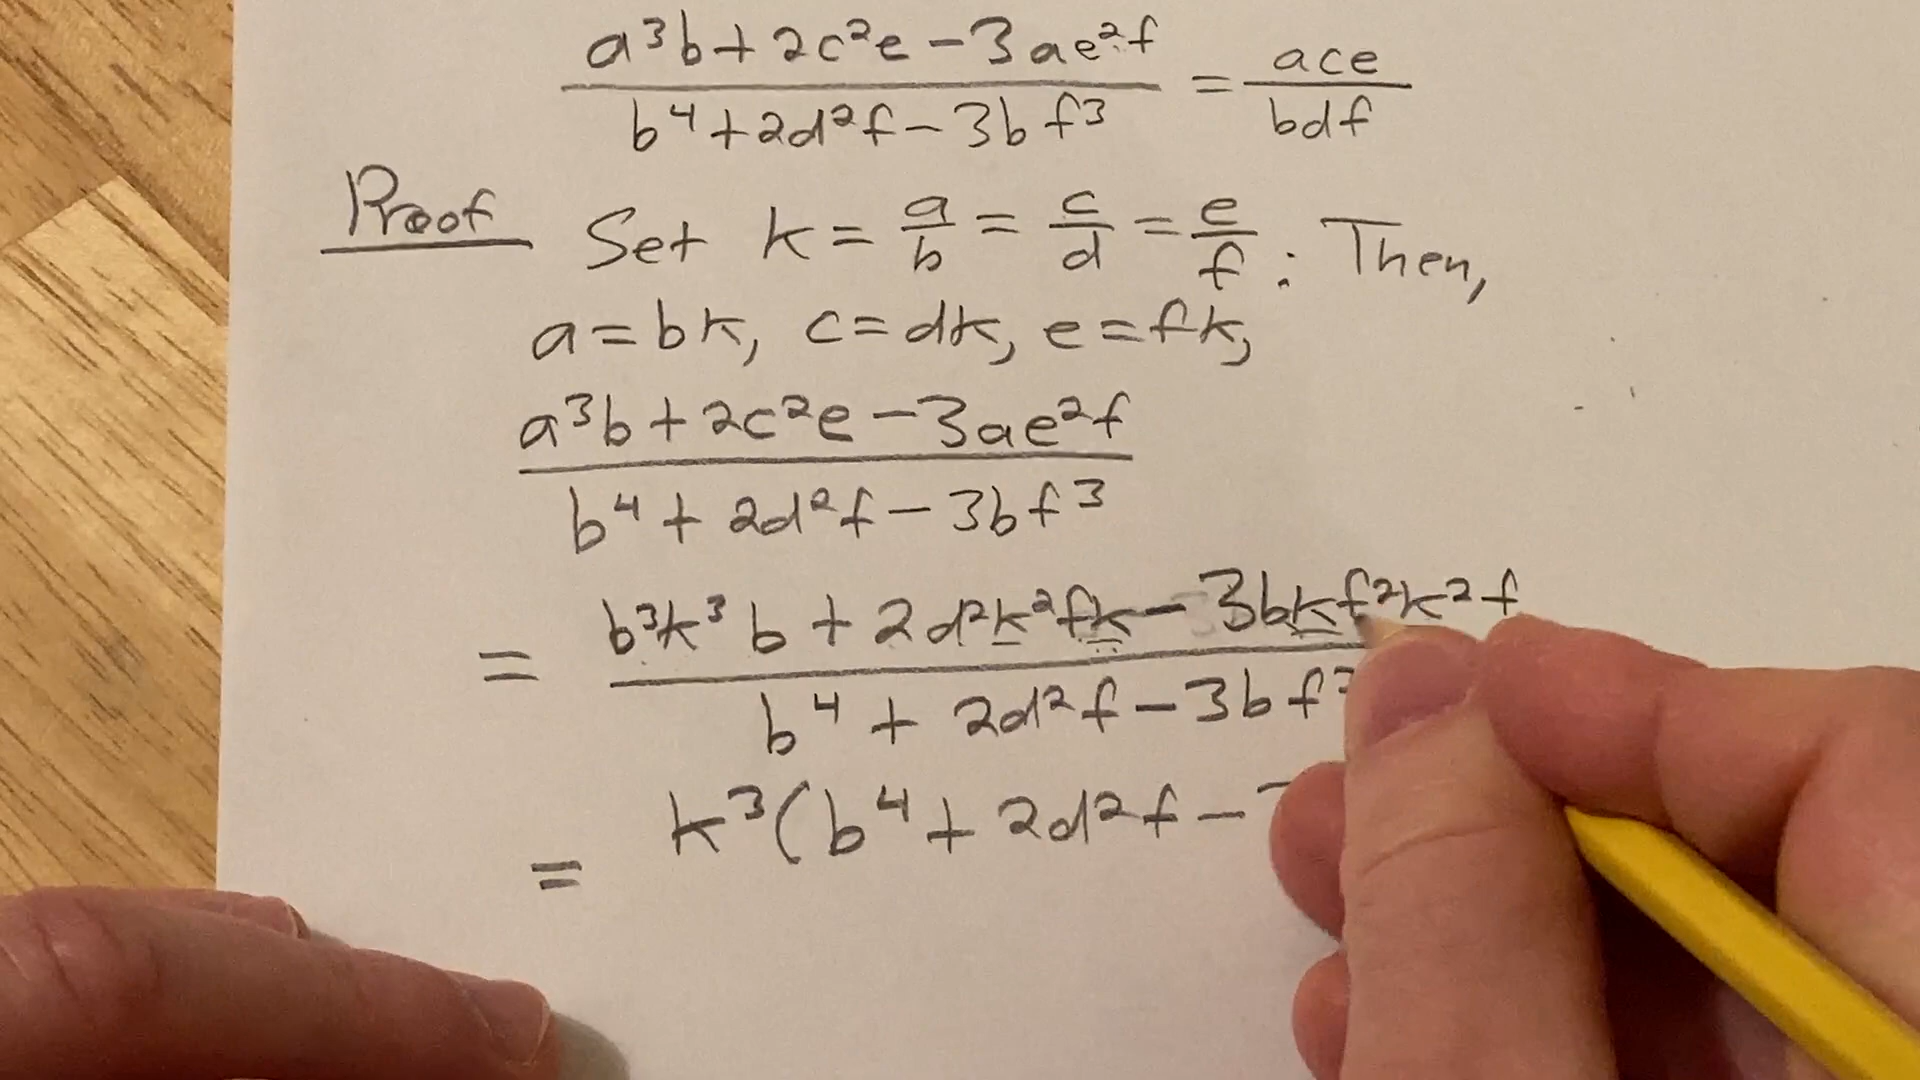 a³b+2c²e-3ae²f / b⁴+2d²f-3bf³ = ace / bdf
Proof Set k = a/b = c/d = e/f: Then,
a=bk, c=dk, e=fk,
a³b+2c²e-3ae²f
b⁴+2d²f-3bf³
= b³k³b+2d²k²fk-3bkf²k²f
b⁴+2d²f-3bf
= k³(b⁴+2d²f-